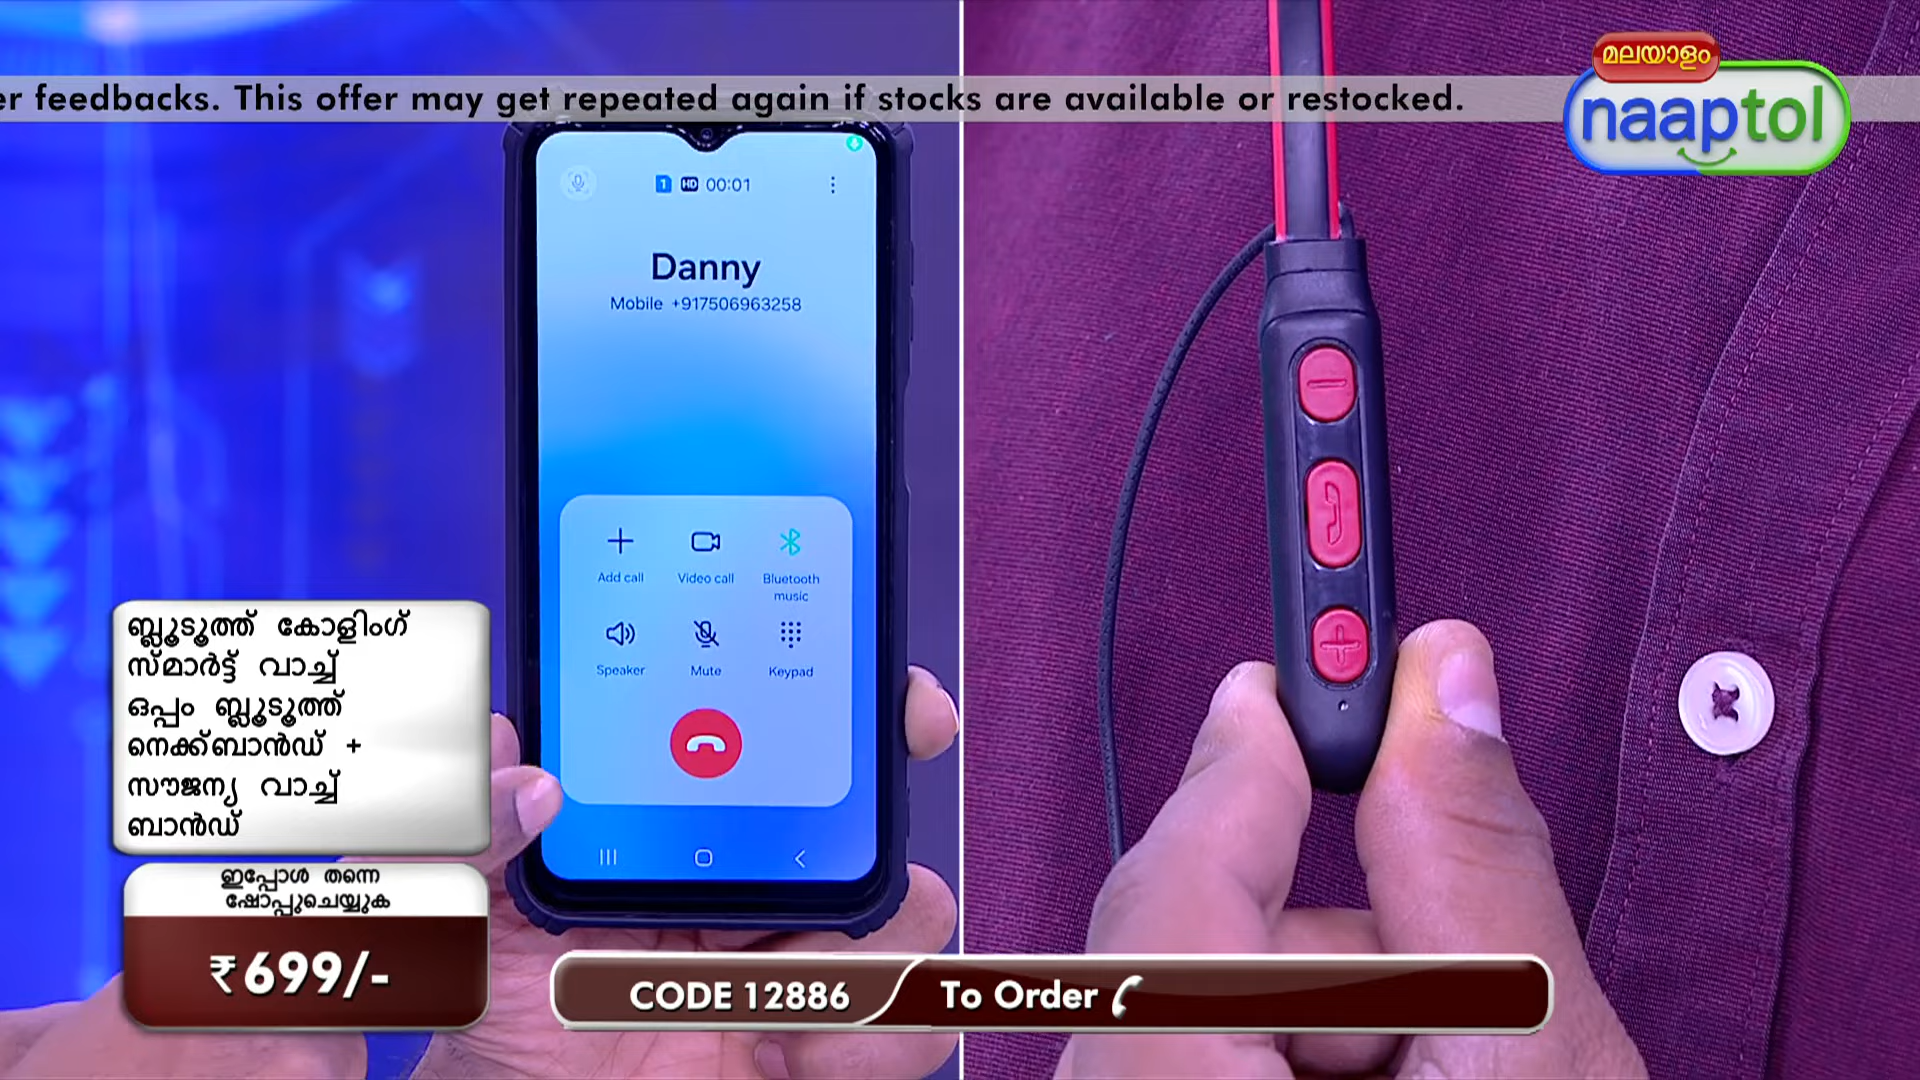 മലയാളം
naaptol
er feedbacks. This offer may get repeated again if stocks are available or restocked.
1 HD 00:01
Danny
Mobile +917506963258
Add call
Video call
Bluetooth
music
Speaker
Mute
Keypad
ബ്ലൂടൂത്ത് കോളിംഗ്
സ്മാർട്ട് വാച്ച്
ഒപ്പം ബ്ലൂടൂത്ത്
നെക്ക്ബാൻഡ് +
സൗജന്യ വാച്ച്
ബാൻഡ്
ഇപ്പോൾ തന്നെ
ഷോപ്പുചെയ്യുക
₹699/-
CODE 12886
To Order